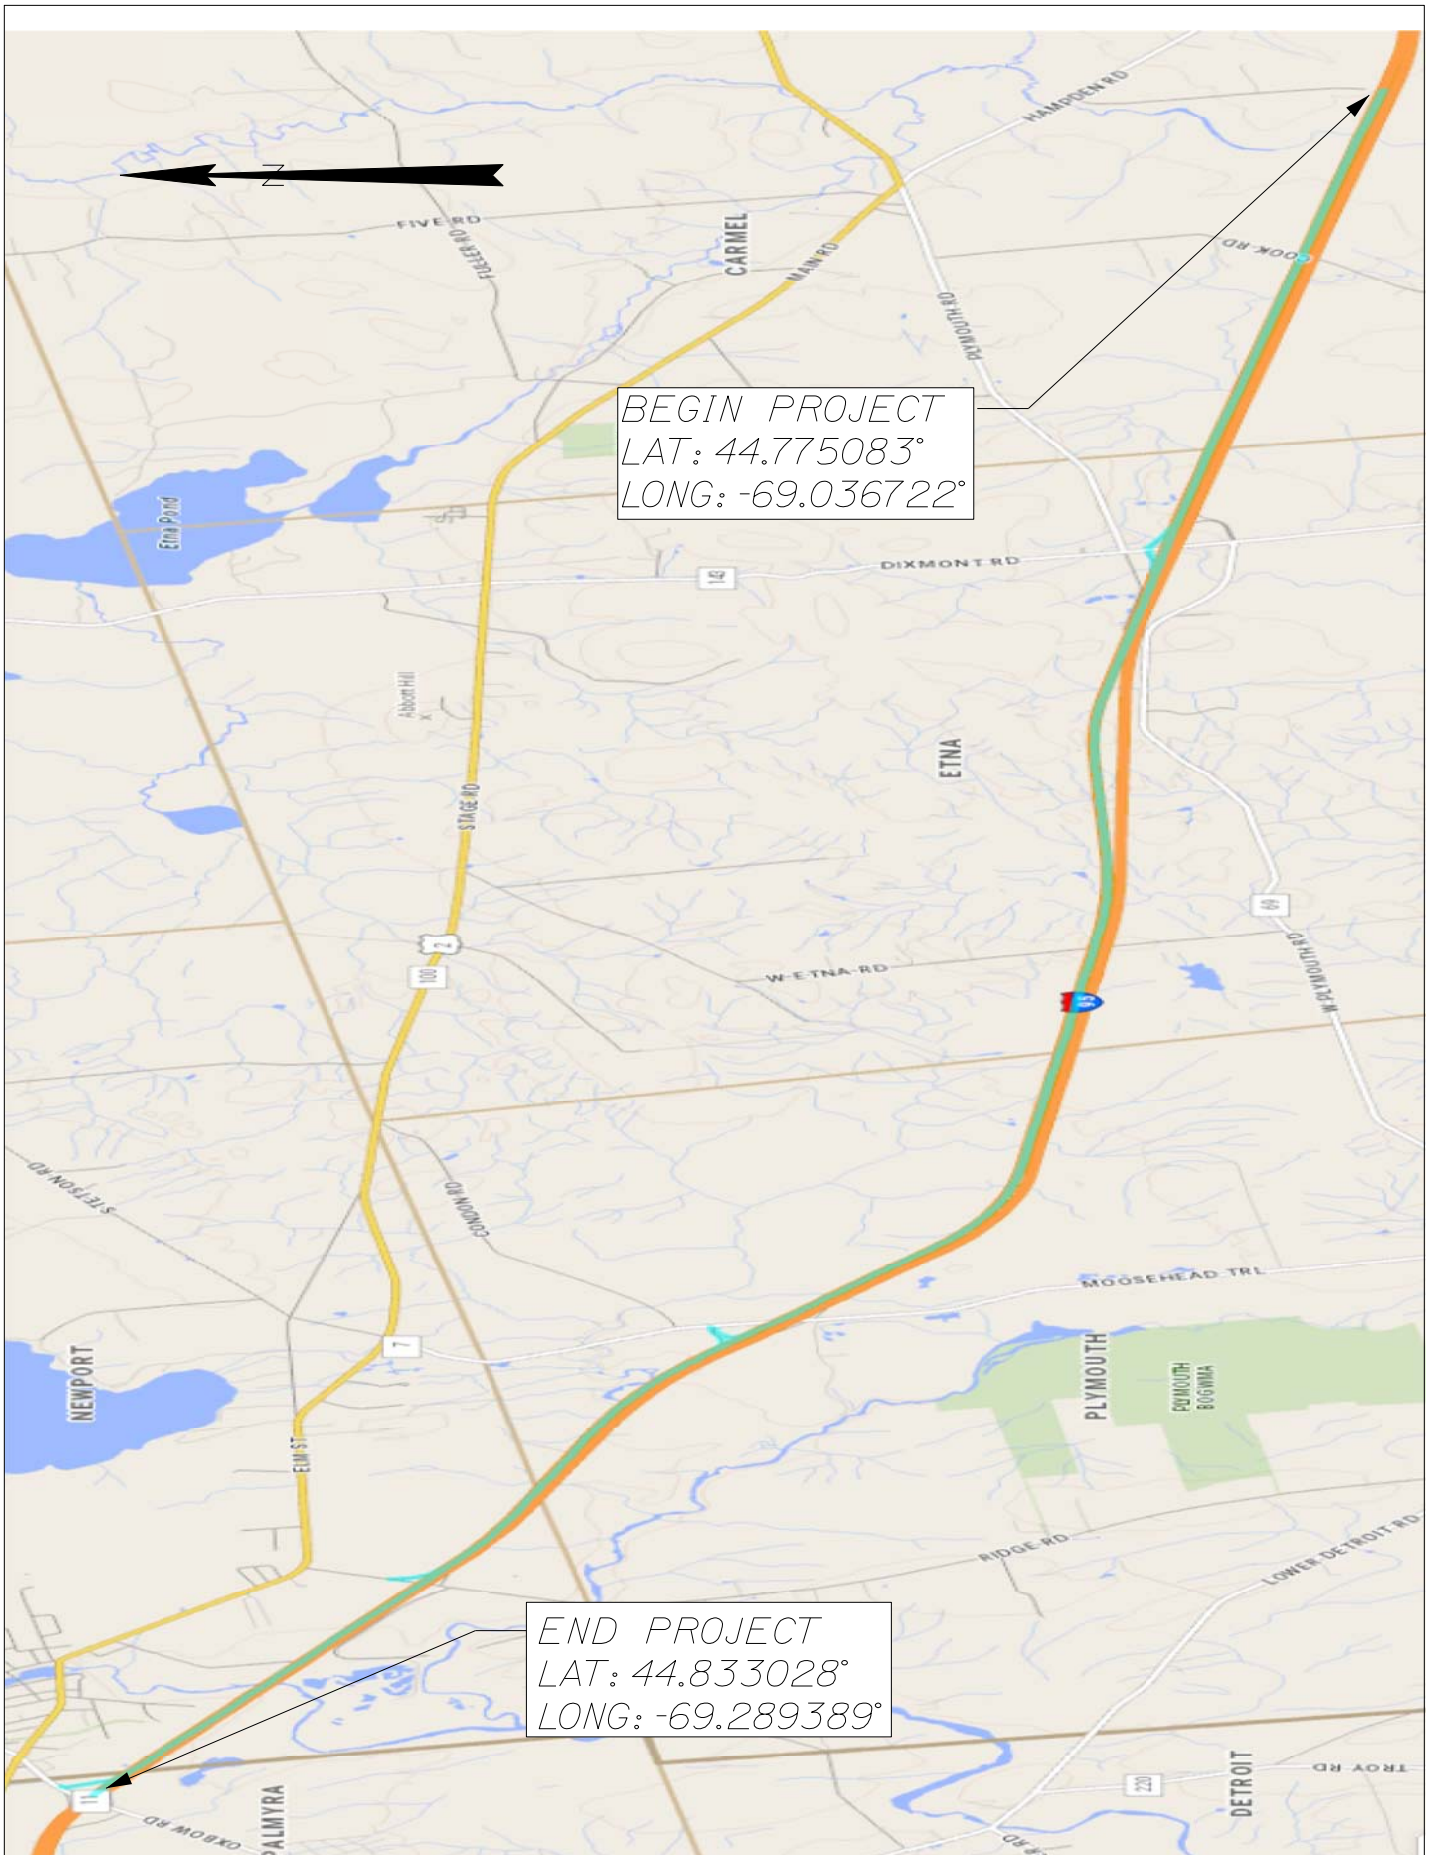 HAMPDEN RD
N
FIVE RD
FULLER RD
CARMEL
MAIN RD
COOK RD
PLYMOUTH RD
BEGIN PROJECT
LAT: 44.775083°
LONG: -69.036722°
Etna Pond
DIXMONT RD
143
Abbott Hill
x
ETNA
STAGE RD
69
2
100
W ETNA RD
W PLYMOUTH RD
95
STETSON RD
CONDON RD
MOOSEHEAD TRL
7
NEWPORT
PLYMOUTH
PLYMOUTH
BOGWMA
ELM ST
RIDGE RD
LOWER DETROIT RD
END PROJECT
LAT: 44.833028°
LONG: -69.289389°
DETROIT
TROY RD
220
11
OXBOW RD
PALMYRA
R RD